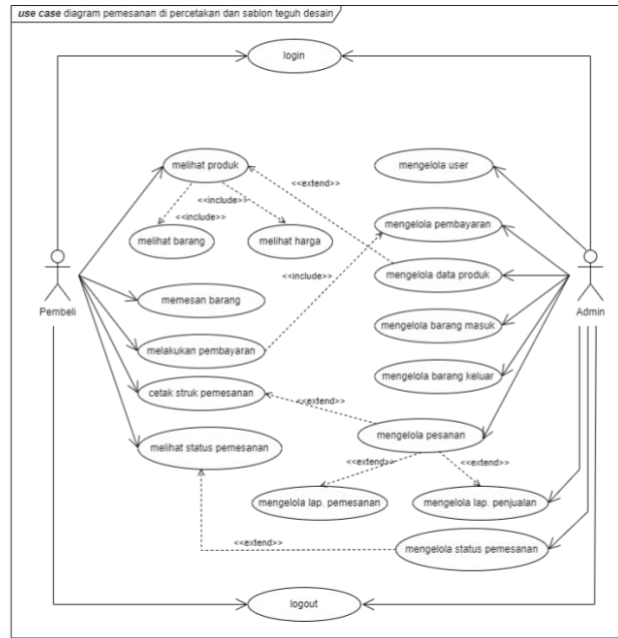 use case diagram pemesanan di percetakan dan sablon teguh desain
login
melihat produk
mengelola user
<<extend>>
<<include>>
<<include>>
mengelola pembayaran
melihat barang
melihat harga
<<include>>
mengelola data produk
memesan barang
Pembeli
Admin
mengelola barang masuk
melakukan pembayaran
mengelola barang keluar
cetak struk pemesanan
<<extend>>
mengelola pesanan
melihat status pemesanan
<<extend>>
<<extend>>
mengelola lap. pemesanan
mengelola lap. penjualan
<<extend>>
mengelola status pemesanan
logout